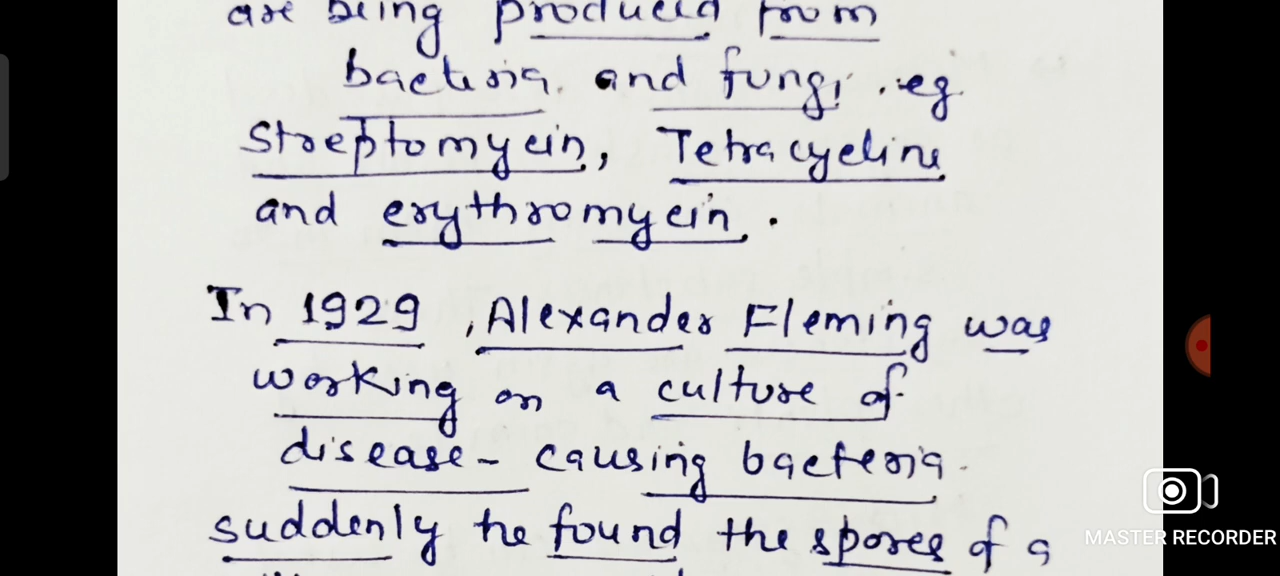 are being produced from
bacteria and fungi. eg
Streptomycin, Tetracycline
and erythromycin.
In 1929, Alexander Fleming was
working on a culture of
disease-causing bacteria.
suddenly he found the spores of a
MASTER RECORDER